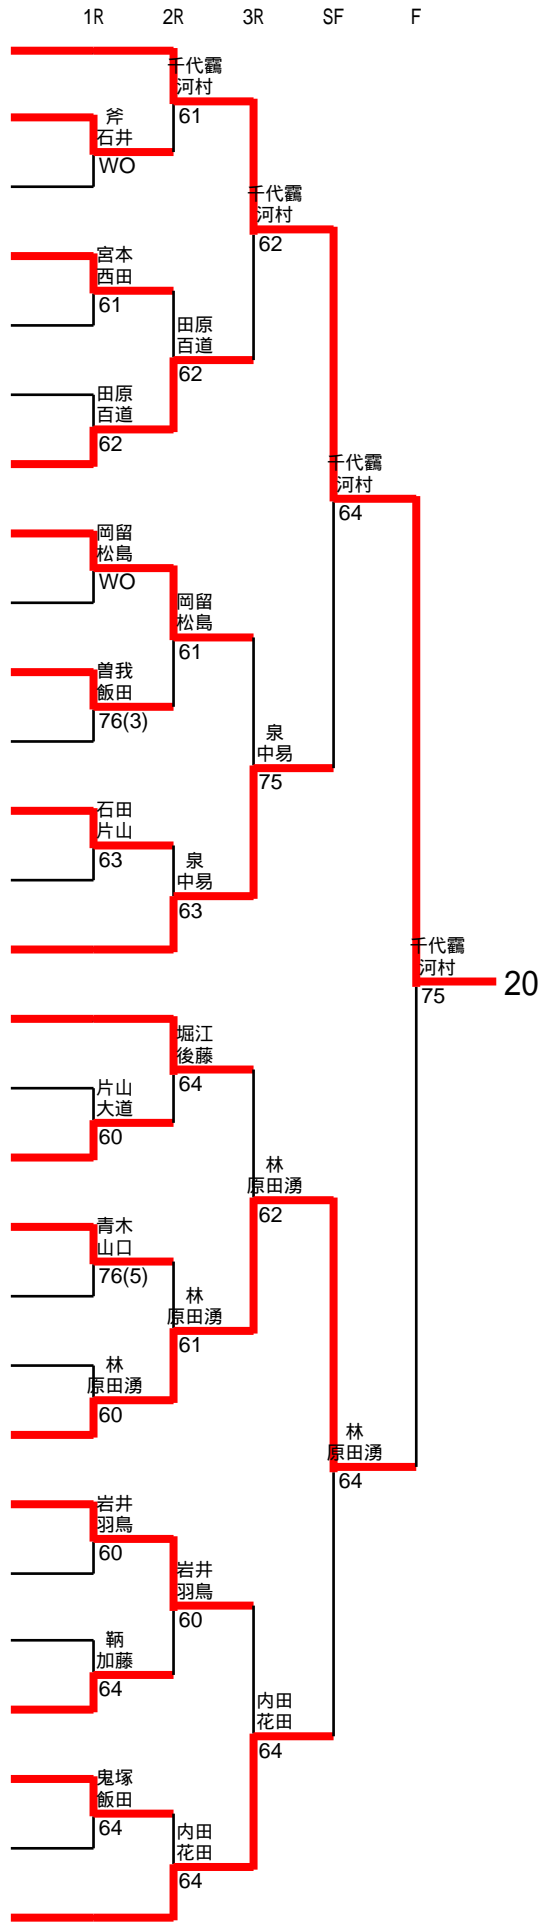 1R 2R 3R SF F
千代靏
河村
61
斧
石井
WO
千代靏
河村
62
宮本
西田
61
田原
百道
62
田原
百道
62
千代靏
河村
64
岡留
松島
WO
岡留
松島
61
曽我
飯田
76(3)
泉
中易
75
石田
片山
63
泉
中易
63
千代靏
河村
75
20
堀江
後藤
64
片山
大道
60
林
原田湧
62
青木
山口
76(5)
林
原田湧
61
林
原田湧
60
林
原田湧
64
岩井
羽鳥
60
岩井
羽鳥
60
鞆
加藤
64
内田
花田
64
鬼塚
飯田
64
内田
花田
64